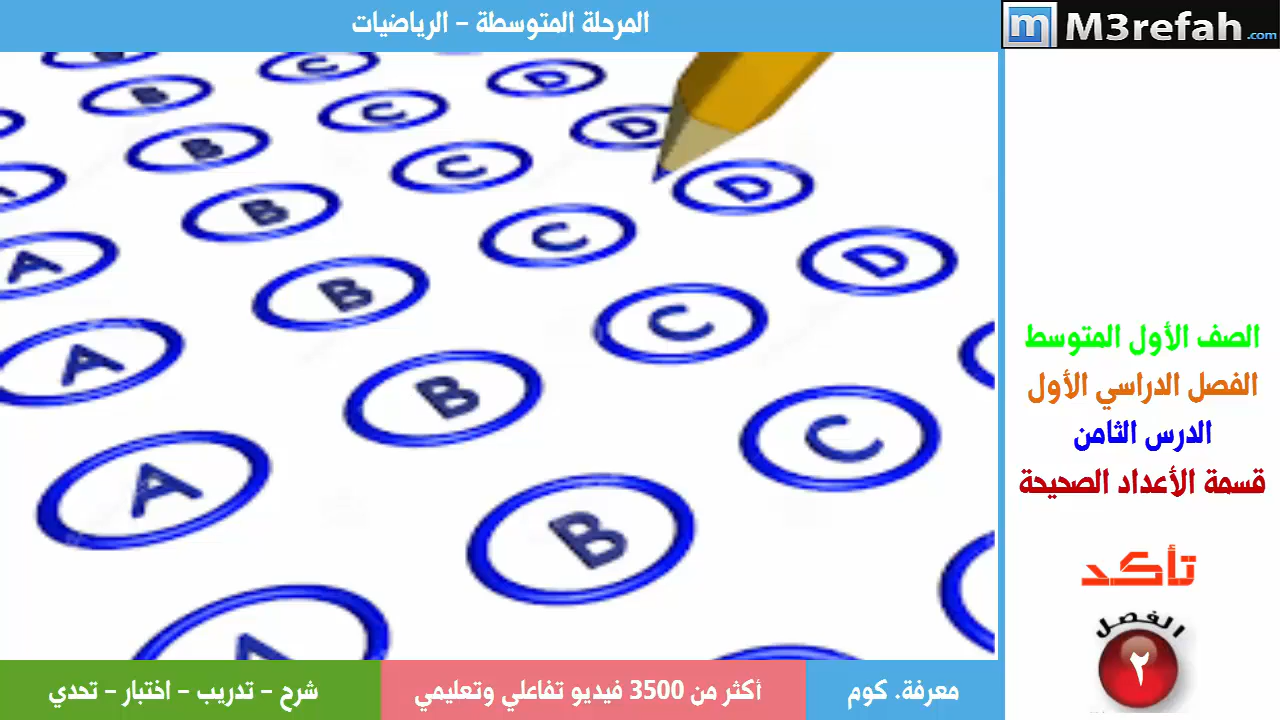 المرحلة المتوسطة – الرياضيات
m M3refah.com
D
C
B
D
C
B
D
C
B
D
C
B
A
D
C
B
A
C
B
A
C
B
A
B
A
A
الصف الأول المتوسط
الفصل الدراسي الأول
الدرس الثامن
قسمة الأعداد الصحيحة
تأكد
الفصل
٢
معرفة. كوم
أكثر من 3500 فيديو تفاعلي وتعليمي
شرح – تدريب – اختبار – تحدي